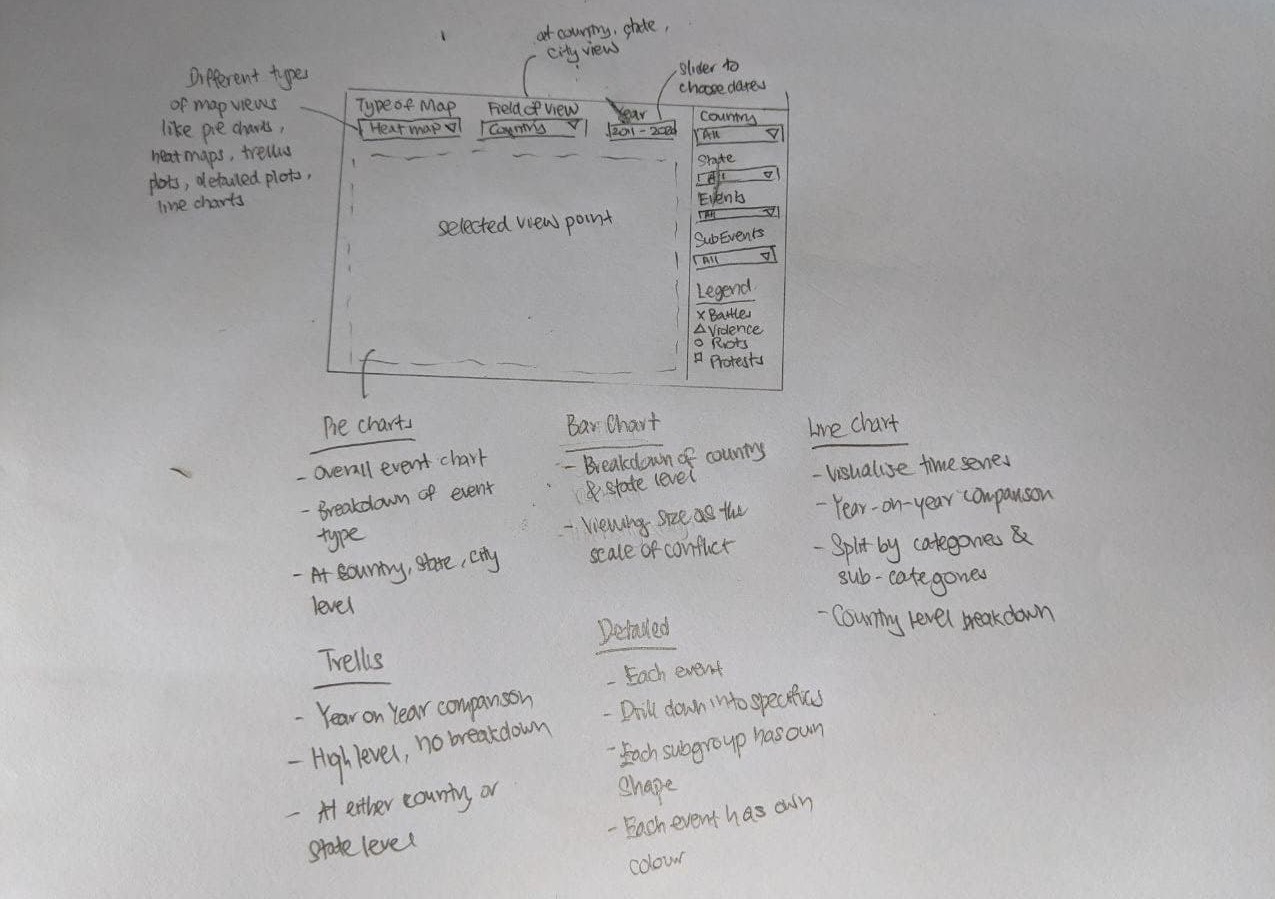 at country, state,
city view
Different types
of map views
like pie charts,
heat maps, trellis
plots, detailed plots,
line charts
slider to
choose dates
Type of Map
Field of View
Year
Heat map
Country
2011 - 2020
selected view point
Country
All
State
All
Events
All
SubEvents
All
Legend
x Battles
△ Violence
○ Riots
□ Protests
Pie charts
- Overall event chart
- Breakdown of event
type
- At country, state, city
level
Bar Chart
- Breakdown of country
& state level
- Viewing size as the
scale of conflict
Line Chart
- Visualise time series
- Year-on-year comparison
- Split by categories &
sub-categories
- Country level breakdown
Trellis
- Year on Year comparison
- High level, no breakdown
- At either country or
state level
Detailed
- Each event
- Drill down into specifics
- Each subgroup has own
shape
- Each event has own
colour